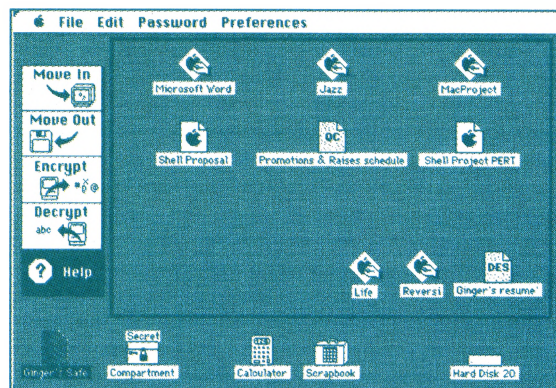 File Edit Password Preferences
Move In
Move Out
Encrypt
Decrypt
abc
? Help
Microsoft Word Jazz MacProject
QC
Shell Proposal Promotions & Raises schedule Shell Project PERT
DES
Life Reversi Ginger's resume'
Secret
Ginger's Safe Compartment Calculator Scrapbook Hard Disk 20